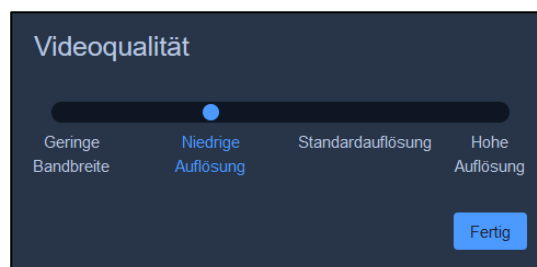 Videoqualität
Geringe Niedrige Standardauflösung Hohe
Bandbreite Auflösung Auflösung
Fertig